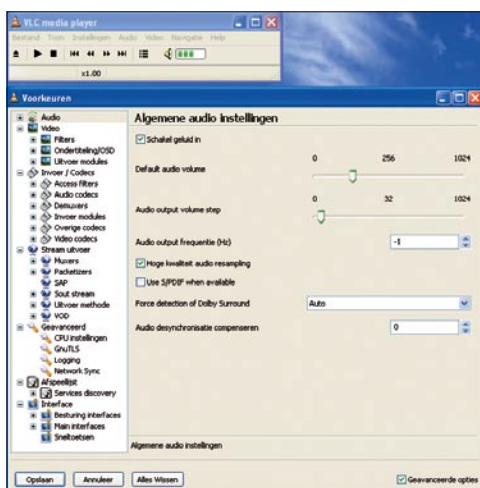 VLC media player
Bestand Toon Instellingen Audio Video Navigatie Help
x1.00
Voorkeuren
Audio
Video
Filters
Ondertiteling/OSD
Uitvoer modules
Invoer / Codecs
Access filters
Audio codecs
Demuxers
Invoer modules
Overige codecs
Video codecs
Stream uitvoer
Muxers
Packetizers
SAP
Sout stream
Uitvoer methode
VOD
Geavanceerd
CPU instellingen
GnuTLS
Logging
Network Sync
Afspeellijst
Services discovery
Interface
Besturing interfaces
Main interfaces
Sneltoetsen
Algemene audio instellingen
Schakel geluid in
0 256 1024
Default audio volume
0 32 1024
Audio output volume step
Audio output frequentie (Hz) -1
Hoge kwaliteit audio resampling
Use S/PDIF when available
Force detection of Dolby Surround Auto
Audio desynchronisatie compenseren 0
Algemene audio instellingen
Opslaan Annuleer Alles Wissen Geavanceerde opties